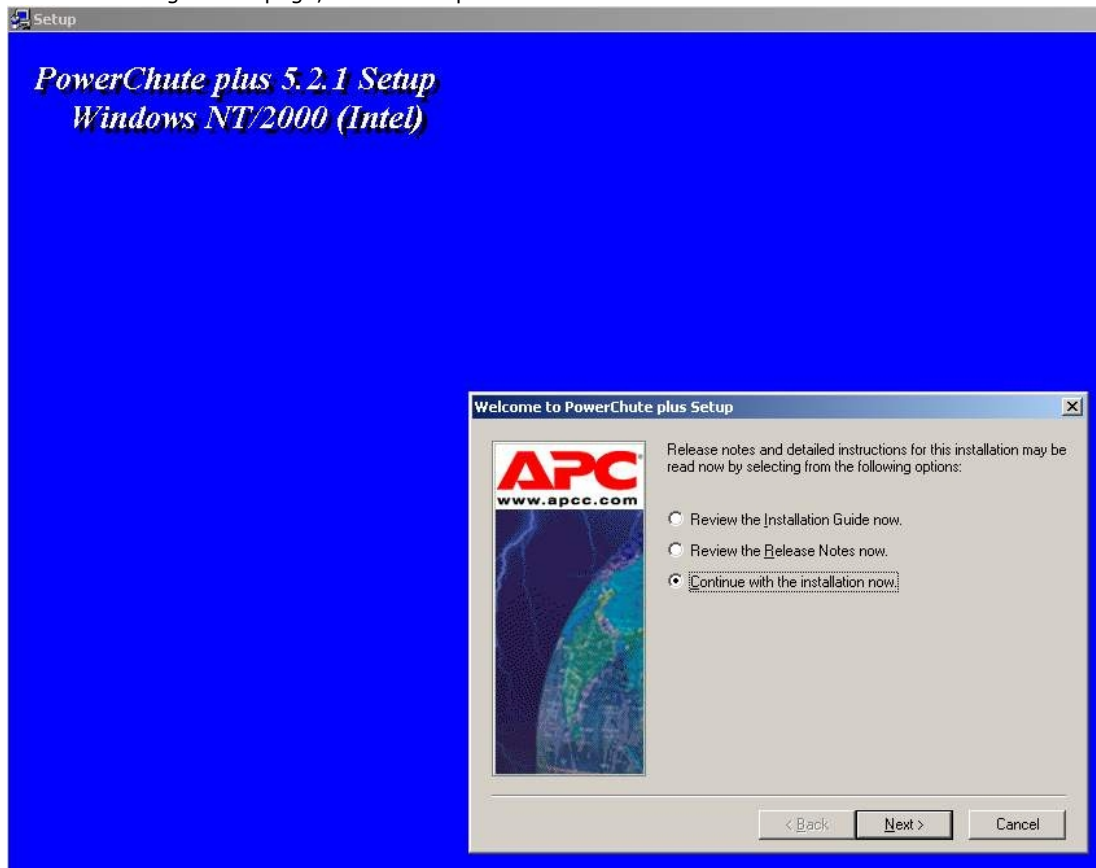 Setup
PowerChute plus 5.2.1 Setup
Windows NT/2000 (Intel)
Welcome to PowerChute plus Setup
APC
www.apcc.com
Release notes and detailed instructions for this installation may be
read now by selecting from the following options:
Review the Installation Guide now.
Review the Release Notes now.
Continue with the installation now.
< Back
Next >
Cancel